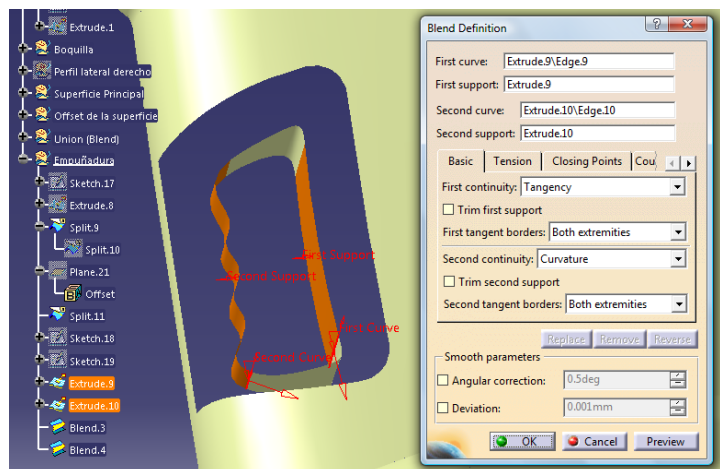 Extrude.1
Boquilla
Perfil lateral derecho
Superficie Principal
Offset de la superficie
Union (Blend)
Empuñadura
Sketch.17
Extrude.8
Split.9
Split.10
Plane.21
Offset
Split.11
Sketch.18
Sketch.19
Extrude.9
Extrude.10
Blend.3
Blend.4
First Support
Second Support
First Curve
Second Curve
Blend Definition
First curve: Extrude.9\Edge.9
First support: Extrude.9
Second curve: Extrude.10\Edge.10
Second support: Extrude.10
Basic Tension Closing Points Cou
First continuity: Tangency
Trim first support
First tangent borders: Both extremities
Second continuity: Curvature
Trim second support
Second tangent borders: Both extremities
Replace Remove Reverse
Smooth parameters
Angular correction: 0.5deg
Deviation: 0.001mm
OK Cancel Preview